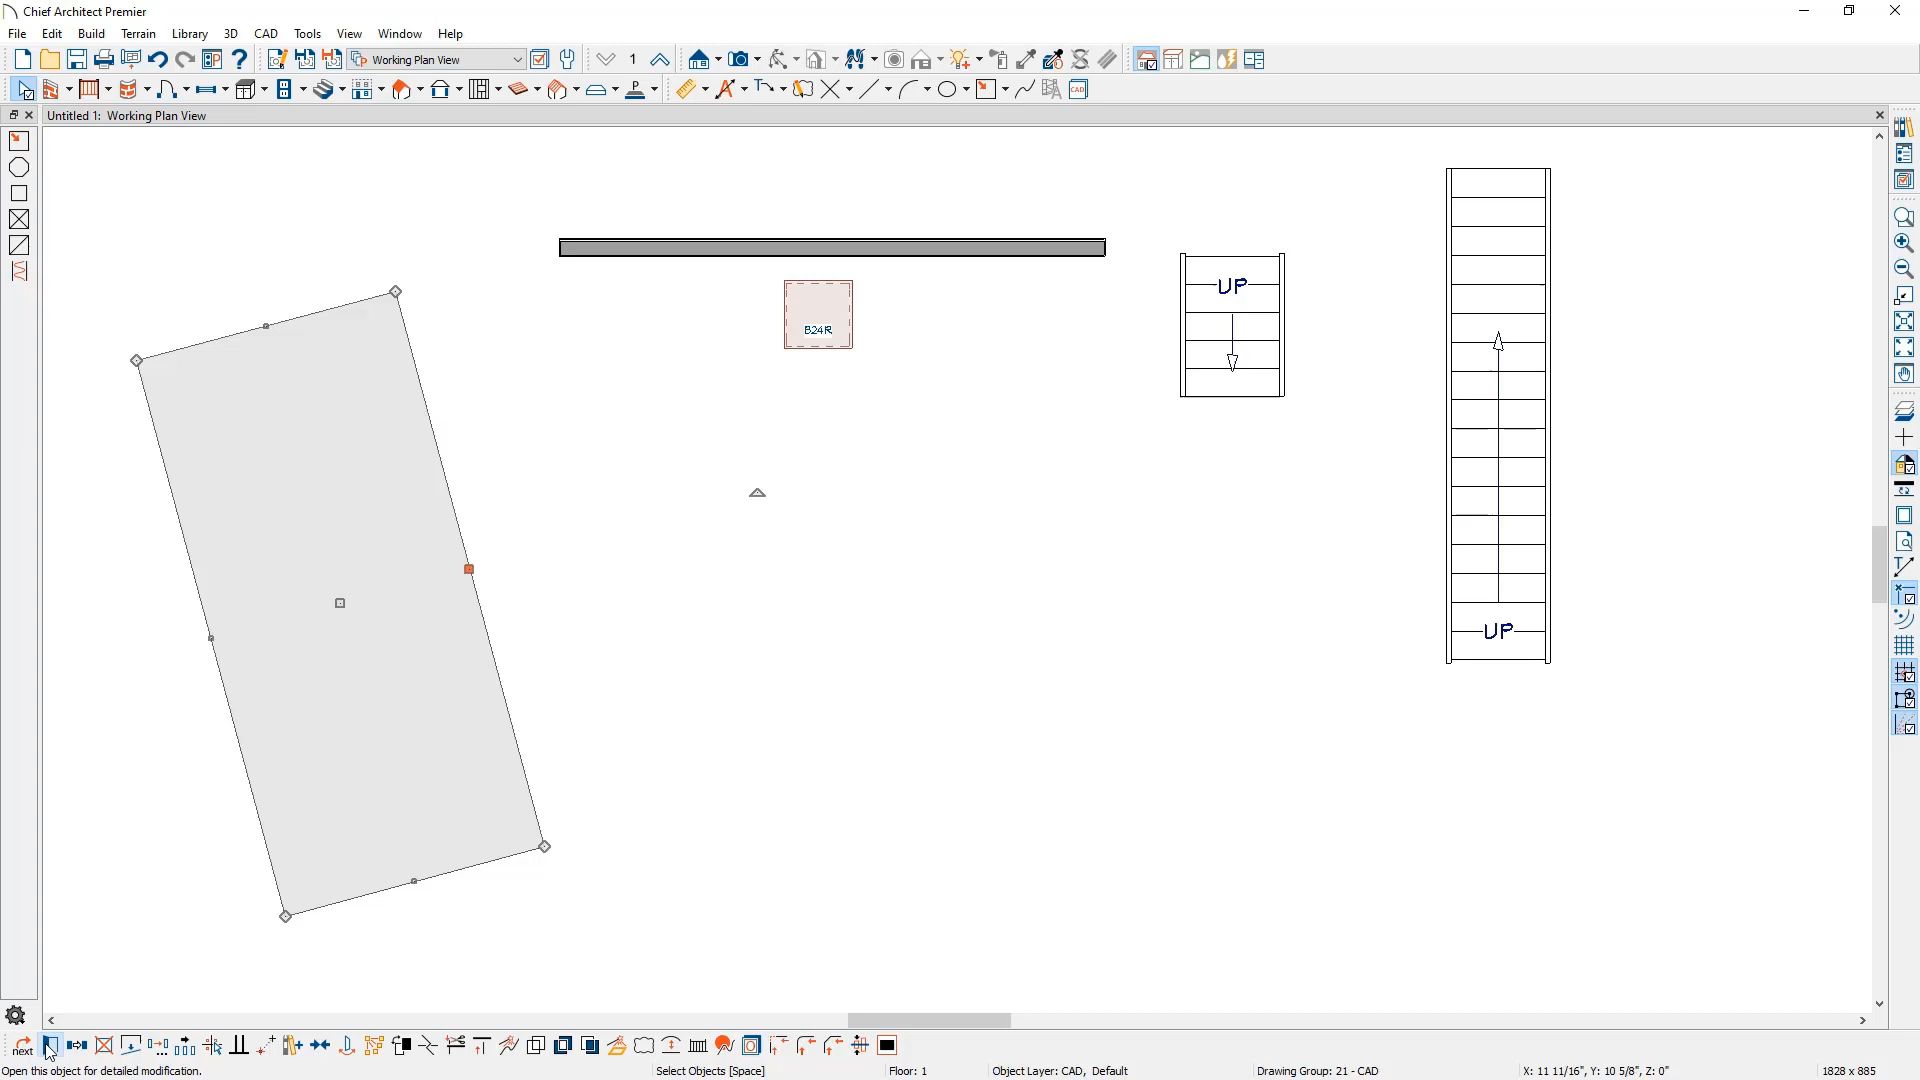 Chief Architect Premier
File Edit Build Terrain Library 3D CAD Tools View Window Help
Working Plan View 1
CAD
Untitled 1: Working Plan View
B24R
UP
UP
next
Open this object for detailed modification. Select Objects [Space] Floor: 1 Object Layer: CAD, Default Drawing Group: 21 - CAD X: 11 11/16", Y: 10 5/8", Z: 0" 1828 x 885